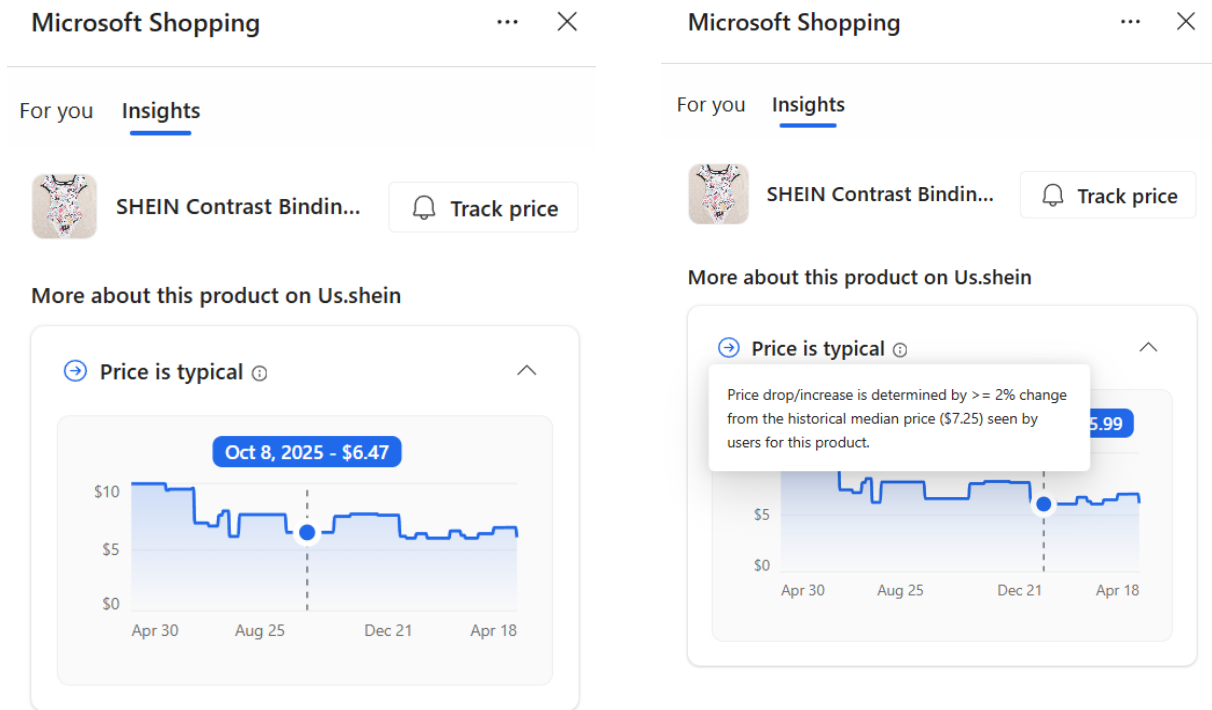 Microsoft Shopping
For you Insights
SHEIN Contrast Bindin... Track price
More about this product on Us.shein
Price is typical
Oct 8, 2025 - $6.47
$10
$5
$0
Apr 30 Aug 25 Dec 21 Apr 18
Microsoft Shopping
For you Insights
SHEIN Contrast Bindin... Track price
More about this product on Us.shein
Price is typical
Price drop/increase is determined by >= 2% change
from the historical median price ($7.25) seen by
users for this product.
5.99
$5
$0
Apr 30 Aug 25 Dec 21 Apr 18